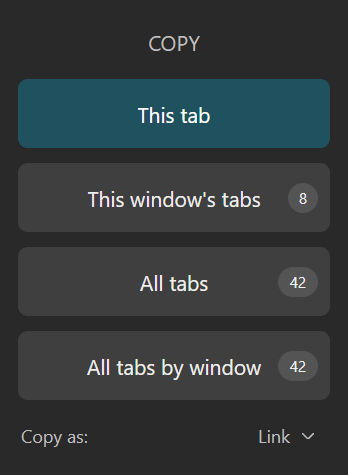 COPY
This tab
This window's tabs 8
All tabs 42
All tabs by window 42
Copy as: Link